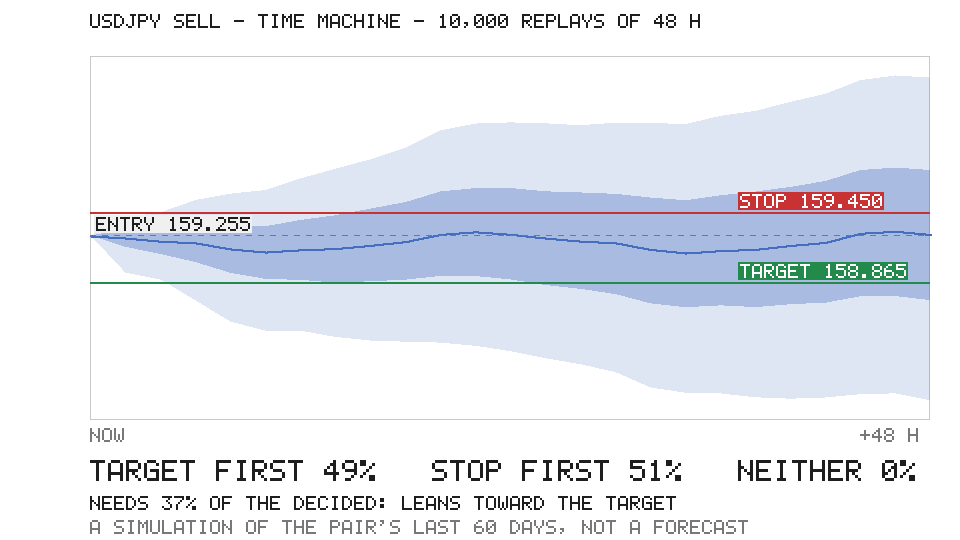 USDJPY SELL - TIME MACHINE - 10,000 REPLAYS OF 48 H
STOP 159.450
ENTRY 159.255
TARGET 158.865
NOW +48 H
TARGET FIRST 49% STOP FIRST 51% NEITHER 0%
NEEDS 37% OF THE DECIDED: LEANS TOWARD THE TARGET
A SIMULATION OF THE PAIR'S LAST 60 DAYS, NOT A FORECAST